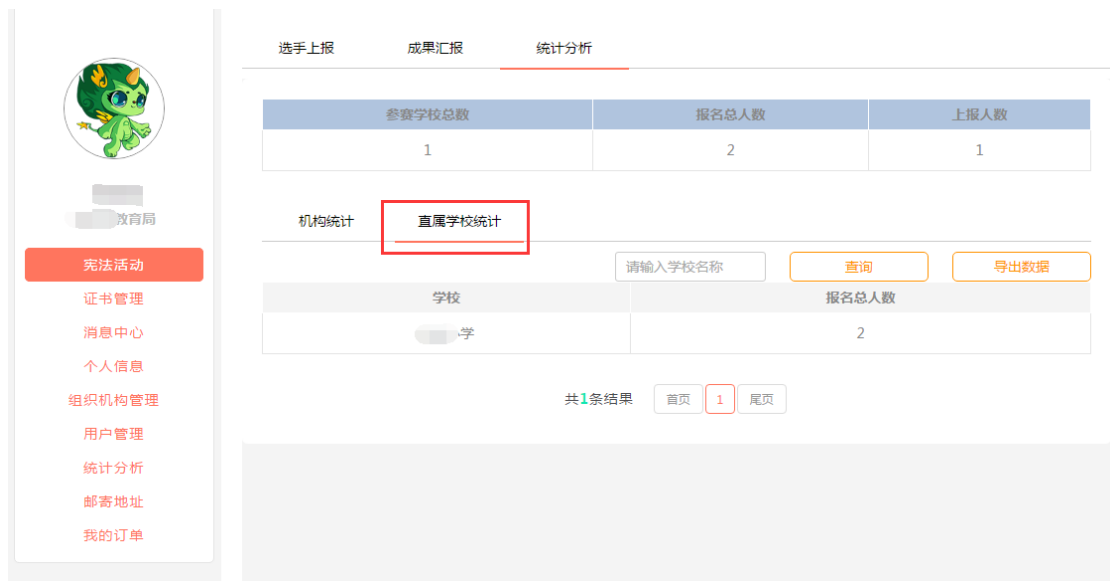 选手上报 成果汇报 统计分析
参赛学校总数 报名总人数 上报人数
1 2 1
教育局
机构统计 直属学校统计
宪法活动
请输入学校名称 查询 导出数据
证书管理
学校 报名总人数
消息中心
学 2
个人信息
组织机构管理
共1条结果 首页 1 尾页
用户管理
统计分析
邮寄地址
我的订单